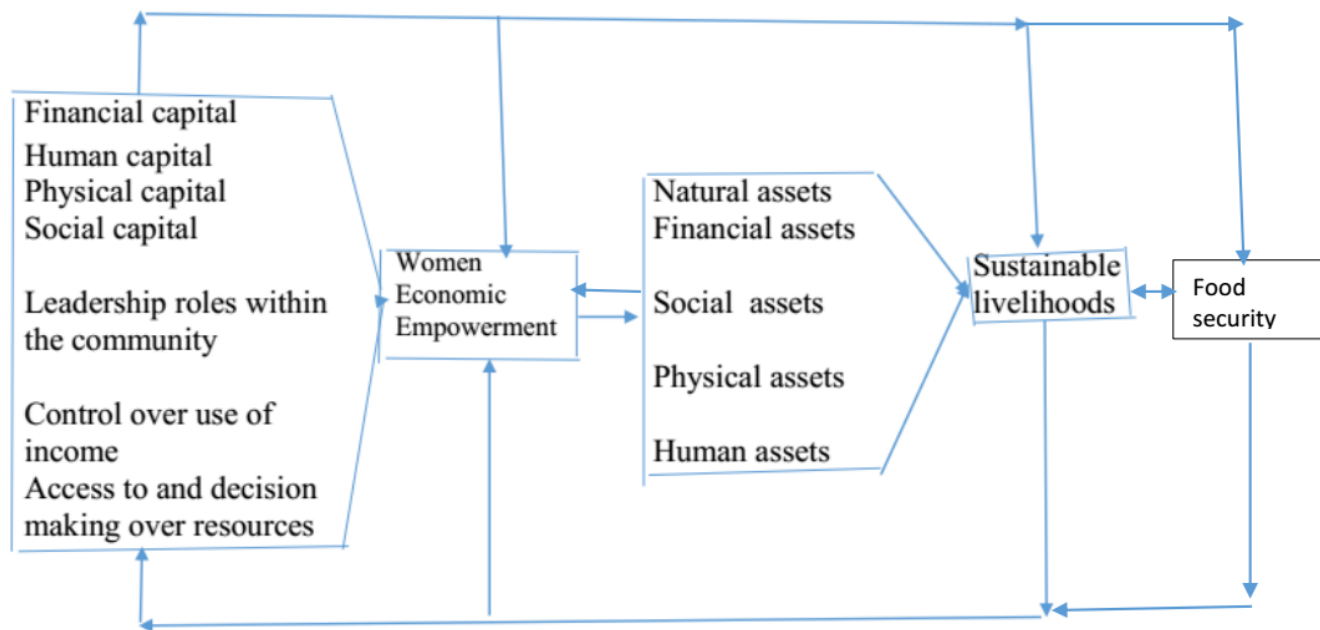 Financial capital
Human capital
Physical capital
Social capital
Leadership roles within
the community
Control over use of
income
Access to and decision
making over resources
Women
Economic
Empowerment
Natural assets
Financial assets
Social assets
Physical assets
Human assets
Sustainable
livelihoods
Food
security